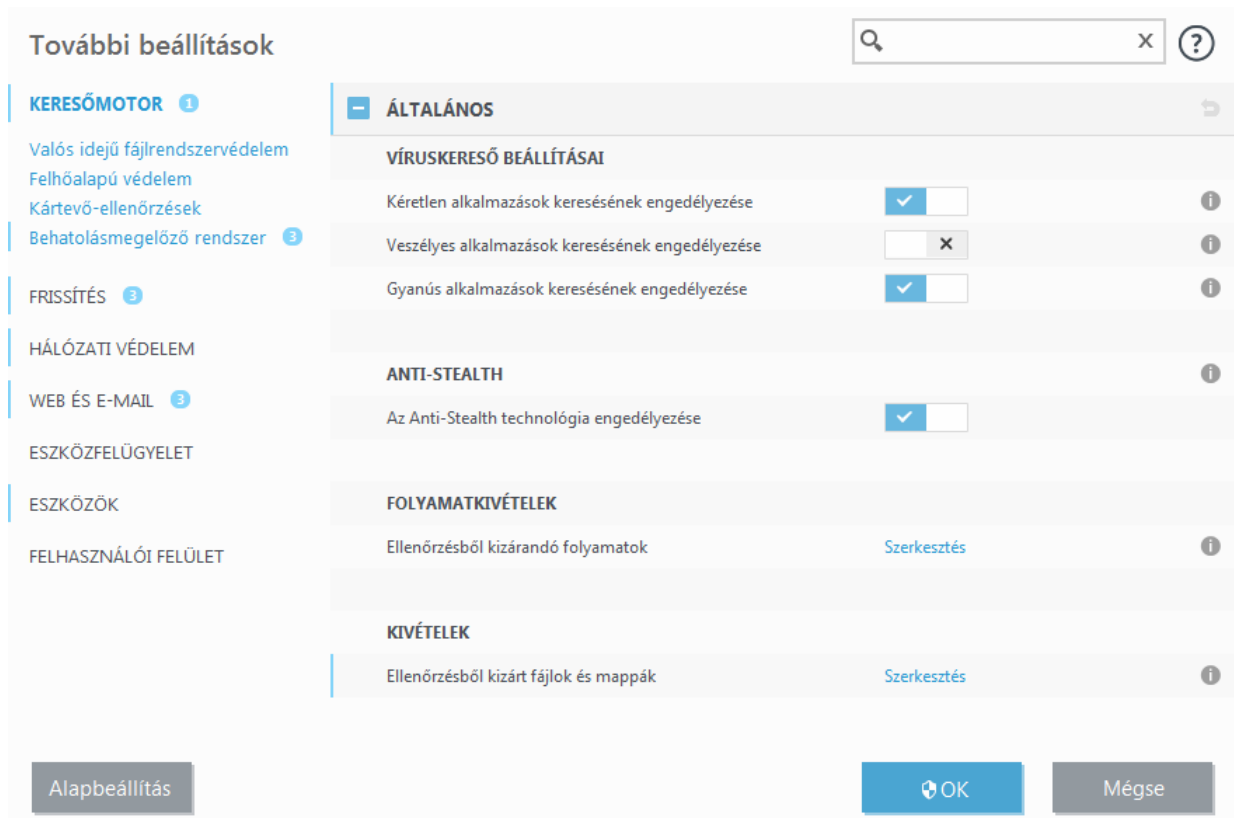 További beállítások
X
?
KERESŐMOTOR 1
Valós idejű fájlrendszervédelem
Felhőalapú védelem
Kártevő-ellenőrzések
Behatolásmegelőző rendszer 3
FRISSÍTÉS 3
HÁLÓZATI VÉDELEM
WEB ÉS E-MAIL 3
ESZKÖZFELÜGYELET
ESZKÖZÖK
FELHASZNÁLÓI FELÜLET
ÁLTALÁNOS
VÍRUSKERESŐ BEÁLLÍTÁSAI
Kéretlen alkalmazások keresésének engedélyezése
Veszélyes alkalmazások keresésének engedélyezése
Gyanús alkalmazások keresésének engedélyezése
ANTI-STEALTH
Az Anti-Stealth technológia engedélyezése
FOLYAMATKIVÉTELEK
Ellenőrzésből kizárandó folyamatok Szerkesztés
KIVÉTELEK
Ellenőrzésből kizárt fájlok és mappák Szerkesztés
Alapbeállítás
OK
Mégse